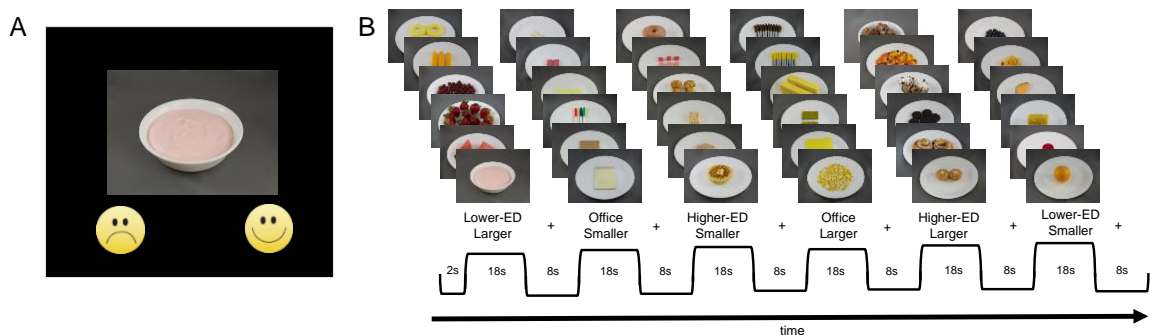 A
B
Lower-ED
Larger
+
Office
Smaller
+
Higher-ED
Smaller
+
Office
Larger
+
Higher-ED
Larger
+
Lower-ED
Smaller
+
2s 18s 8s 18s 8s 18s 8s 18s 8s 18s 8s 18s 8s
time